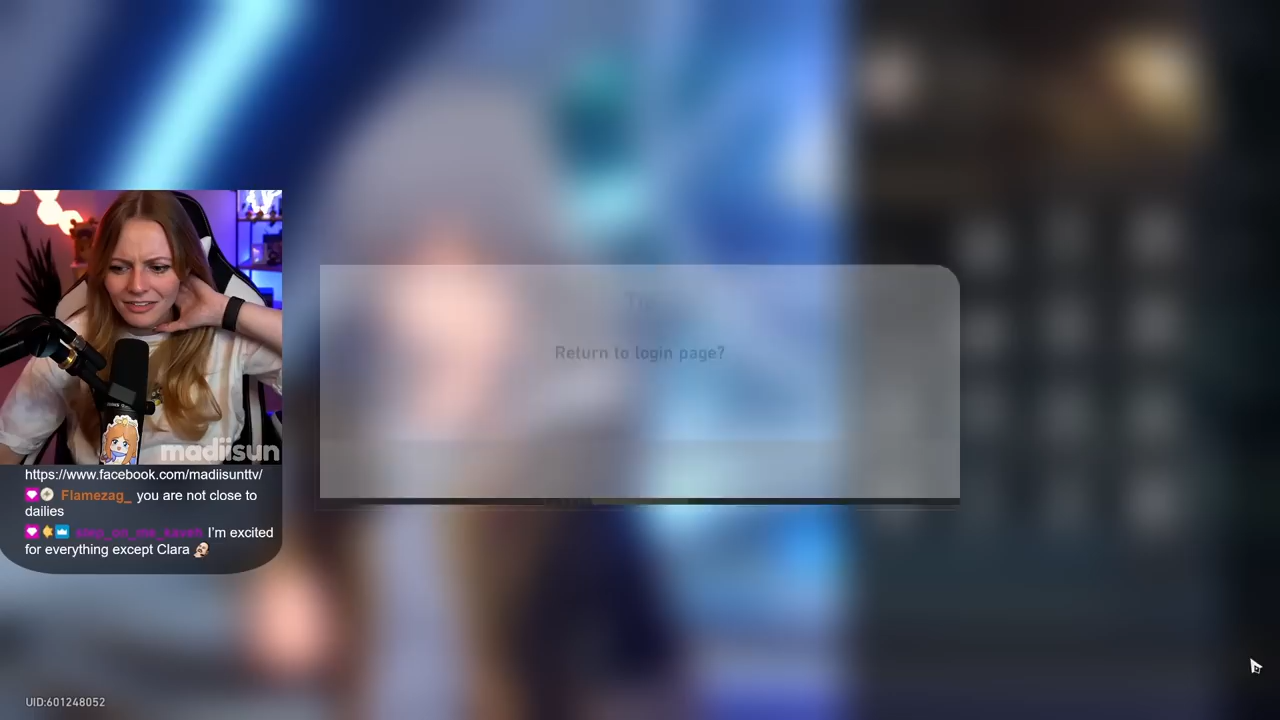 Return to login page?
madiisun
https://www.facebook.com/madiisunttv/
Flamezag_ you are not close to
dailies
step_on_me_kaveh I'm excited
for everything except Clara
UID:601248052